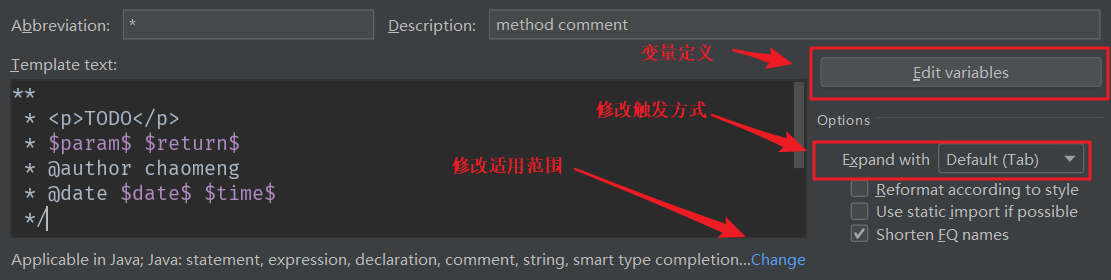 Abbreviation: * Description: method comment
变量定义
Template text:
Edit variables
**
* <p>TODO</p>
* $param$ $return$
* @author chaomeng
* @date $date$ $time$
*/
修改触发方式
Options
修改适用范围
Expand with Default (Tab)
Reformat according to style
Use static import if possible
Shorten FQ names
Applicable in Java; Java: statement, expression, declaration, comment, string, smart type completion...Change